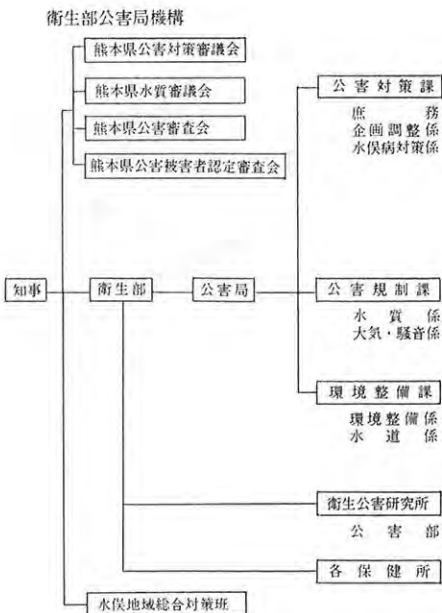 衛生部公害局機構
熊本県公害対策審議会
熊本県水質審議会
熊本県公害審査会
熊本県公害被害者認定審査会
知事
衛生部
公害局
公害対策課
庶務
企画調整係
水俣病対策係
公害規制課
水質係
大気・騒音係
環境整備課
環境整備係
水道係
衛生公害研究所
公害部
各保健所
水俣地域総合対策班